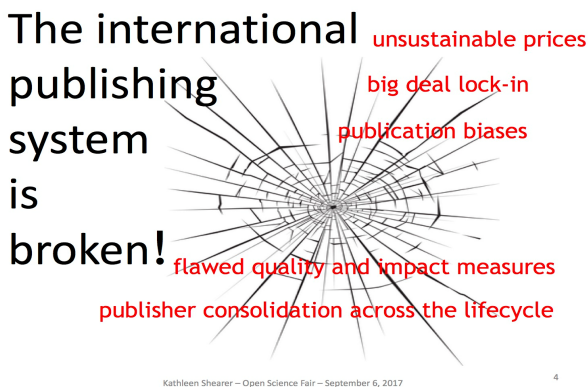 The international
publishing
system
is
broken!
unsustainable prices
big deal lock-in
publication biases
flawed quality and impact measures
publisher consolidation across the lifecycle
Kathleen Shearer – Open Science Fair – September 6, 2017
4